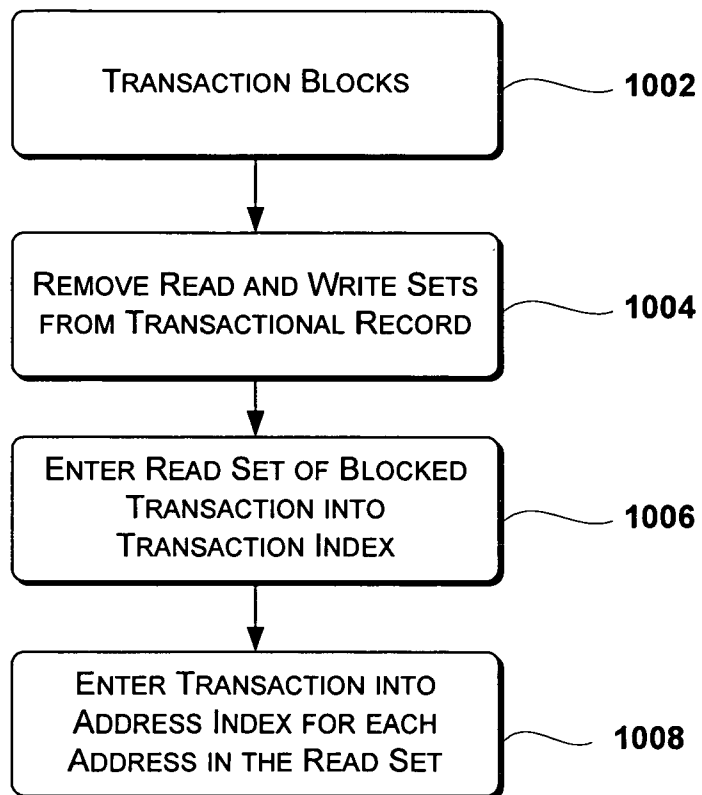 TRANSACTION BLOCKS
1002
REMOVE READ AND WRITE SETS
FROM TRANSACTIONAL RECORD
1004
ENTER READ SET OF BLOCKED
TRANSACTION INTO
TRANSACTION INDEX
1006
ENTER TRANSACTION INTO
ADDRESS INDEX FOR EACH
ADDRESS IN THE READ SET
1008